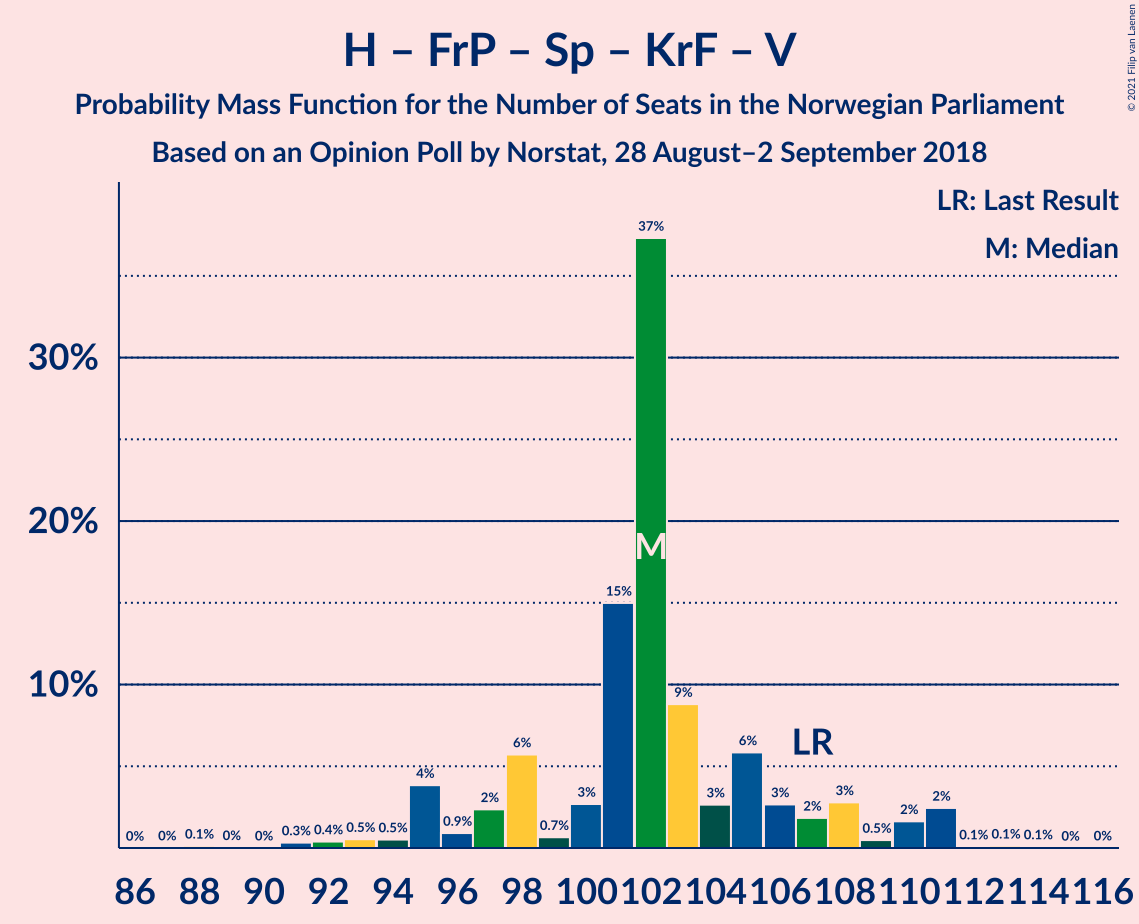 H – FrP – Sp – KrF – V
Probability Mass Function for the Number of Seats in the Norwegian Parliament
Based on an Opinion Poll by Norstat, 28 August–2 September 2018
© 2021 Filip van Laenen
LR: Last Result
M: Median
30%
20%
10%
0% 0% 0.1% 0% 0% 0.3% 0.4% 0.5% 0.5% 4% 0.9% 2% 6% 0.7% 3% 15% 37% 9% 3% 6% 3% 2% 3% 0.5% 2% 2% 0.1% 0.1% 0.1% 0% 0%
M
LR
86 88 90 92 94 96 98 100 102 104 106 108 110 112 114 116